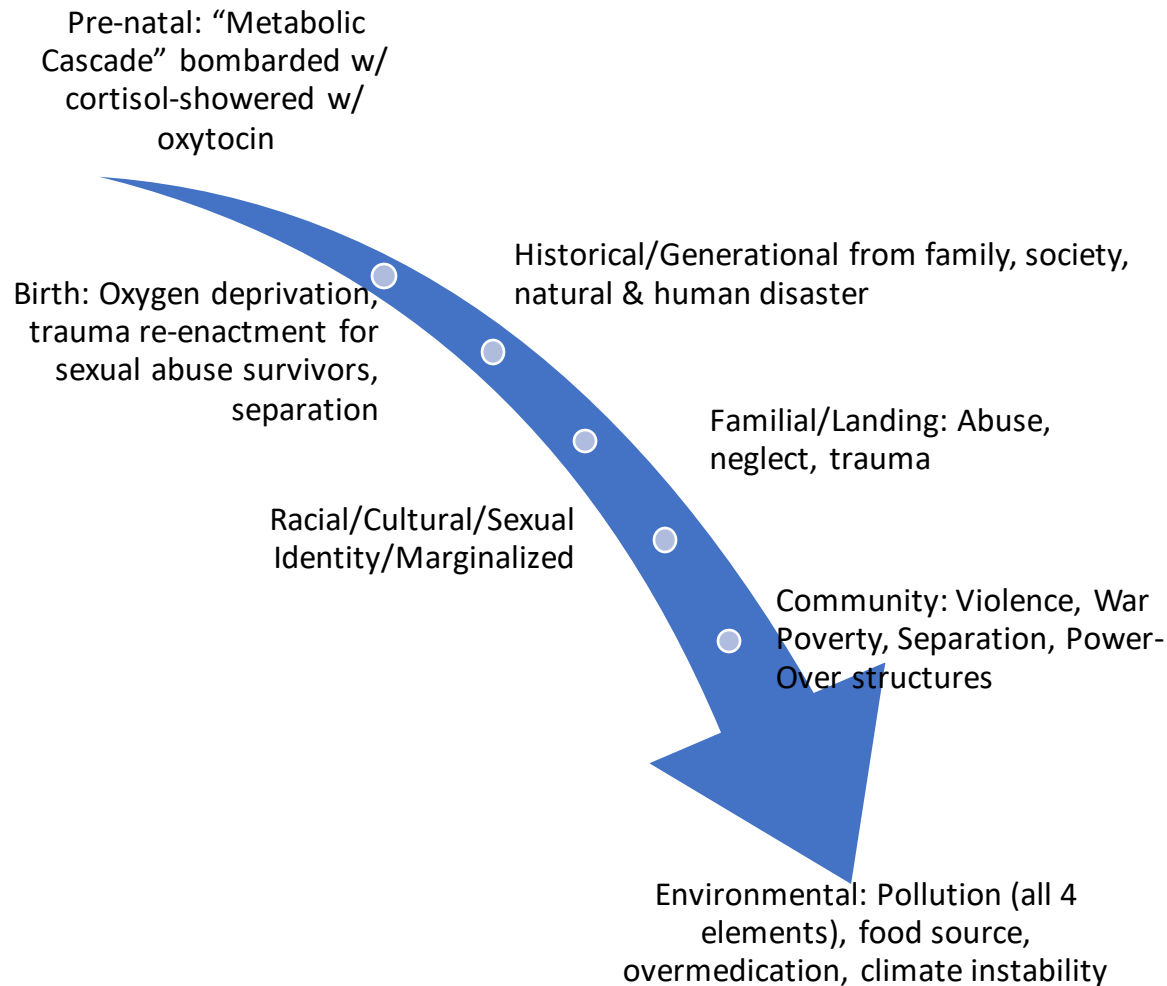 Pre-natal: “Metabolic
Cascade” bombarded w/
cortisol-showered w/
oxytocin
Birth: Oxygen deprivation,
trauma re-enactment for
sexual abuse survivors,
separation
Historical/Generational from family, society,
natural & human disaster
Familial/Landing: Abuse,
neglect, trauma
Racial/Cultural/Sexual
Identity/Marginalized
Community: Violence, War
Poverty, Separation, Power-
Over structures
Environmental: Pollution (all 4
elements), food source,
overmedication, climate instability